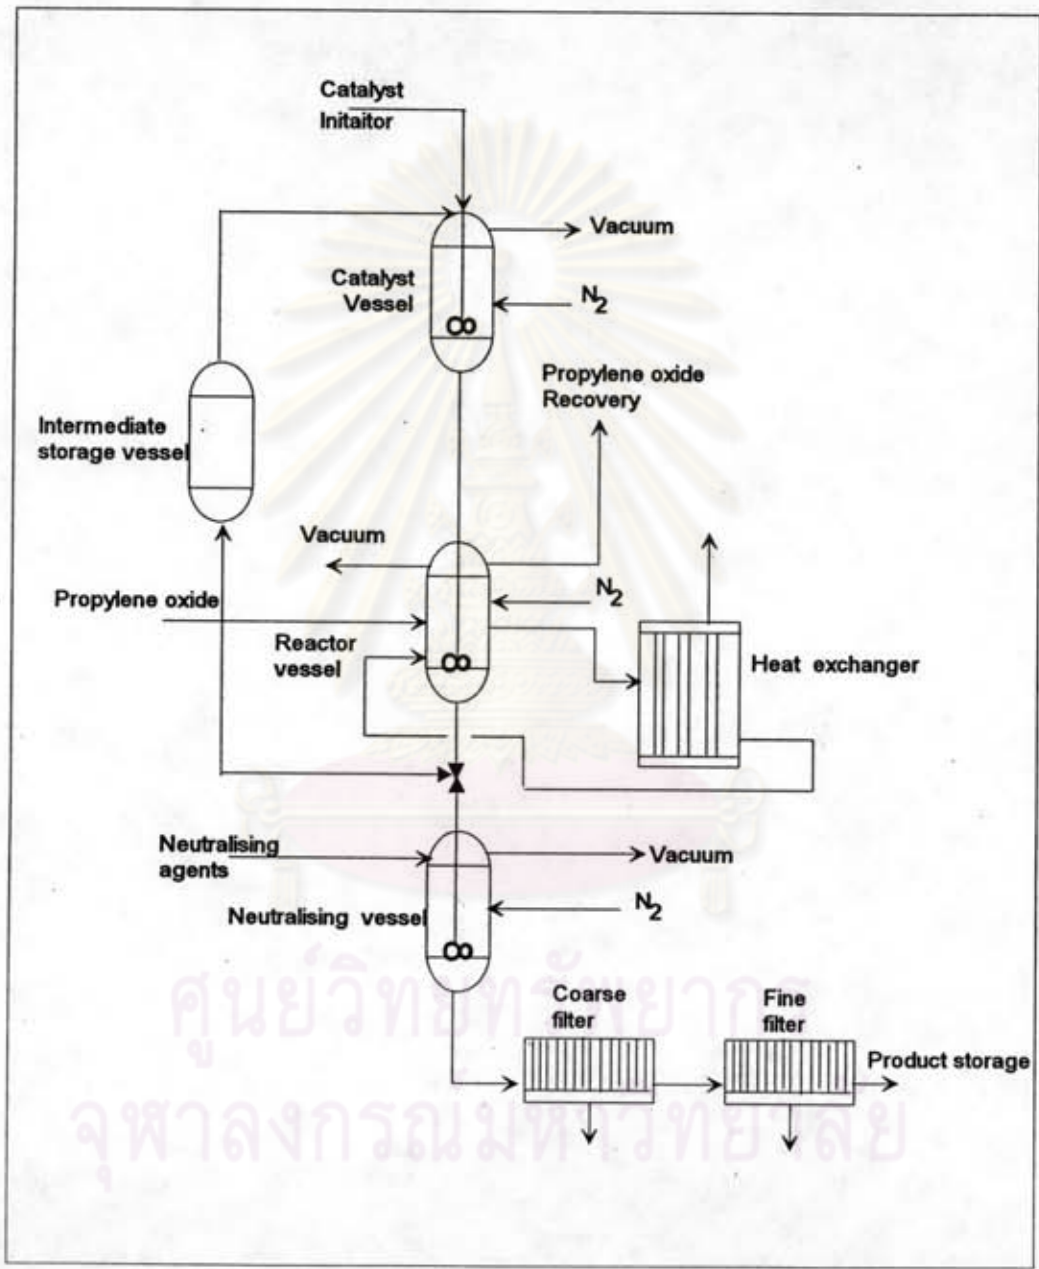 Catalyst
Initaitor
Vacuum
Catalyst
Vessel
N2
Propylene oxide
Recovery
Intermediate
storage vessel
Vacuum
N2
Propylene oxide
Reactor
vessel
Heat exchanger
Neutralising
agents
Vacuum
Neutralising vessel
N2
ศูนย์วิทยทรัพยากร
Coarse
filter
Fine
filter
Product storage
จุฬาลงกรณ์มหาวิทยาลัย